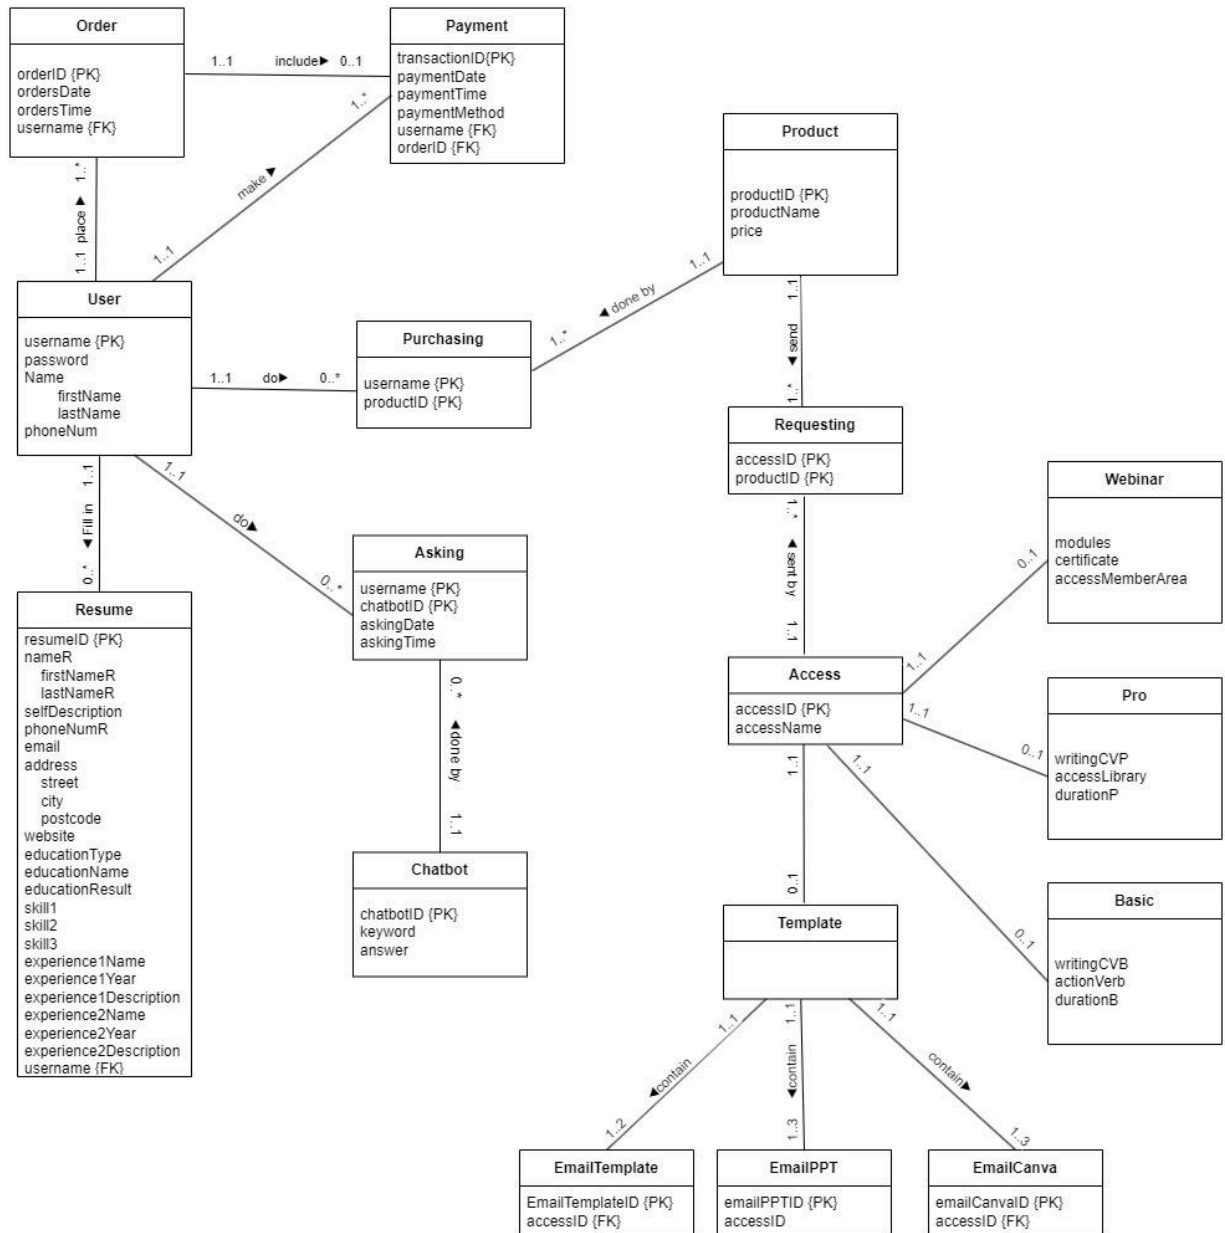 Order
orderID {PK}
ordersDate
ordersTime
username {FK}
1..1 include▶ 0..1
Payment
transactionID{PK}
paymentDate
paymentTime
paymentMethod
username {FK}
orderID {FK}
1..1 place ▶ 1..*
1..1 make ▶ 1..*
User
username {PK}
password
Name
firstName
lastName
phoneNum
1..1 do▶ 0..*
Purchasing
username {PK}
productID {PK}
1..* ◀ done by 1..1
Product
productID {PK}
productName
price
1..1 ◀ send 1..*
Requesting
accessID {PK}
productID {PK}
1..* ◀ sent by 1..1
Access
accessID {PK}
accessName
1..1 0..1
Webinar
modules
certificate
accessMemberArea
1..1 0..1
Pro
writingCVP
accessLibrary
durationP
1..1 0..1
Basic
writingCVB
actionVerb
durationB
1..1 0..1
Template
1..1 ◀contain 1..2
1..1 ◀contain 1..3
1..1 contain▶ 1..3
EmailTemplate
EmailTemplateID {PK}
accessID {FK}
EmailPPT
emailPPTID {PK}
accessID
EmailCanva
emailCanvaID {PK}
accessID {FK}
1..1 do▶ 0..*
Asking
username {PK}
chatbotID {PK}
askingDate
askingTime
0..* ◀done by 1..1
Chatbot
chatbotID {PK}
keyword
answer
0..* ◀ Fill in 1..1
Resume
resumeID {PK}
nameR
firstNameR
lastNameR
selfDescription
phoneNumR
email
address
street
city
postcode
website
educationType
educationName
educationResult
skill1
skill2
skill3
experience1Name
experience1Year
experience1Description
experience2Name
experience2Year
experience2Description
username {FK}